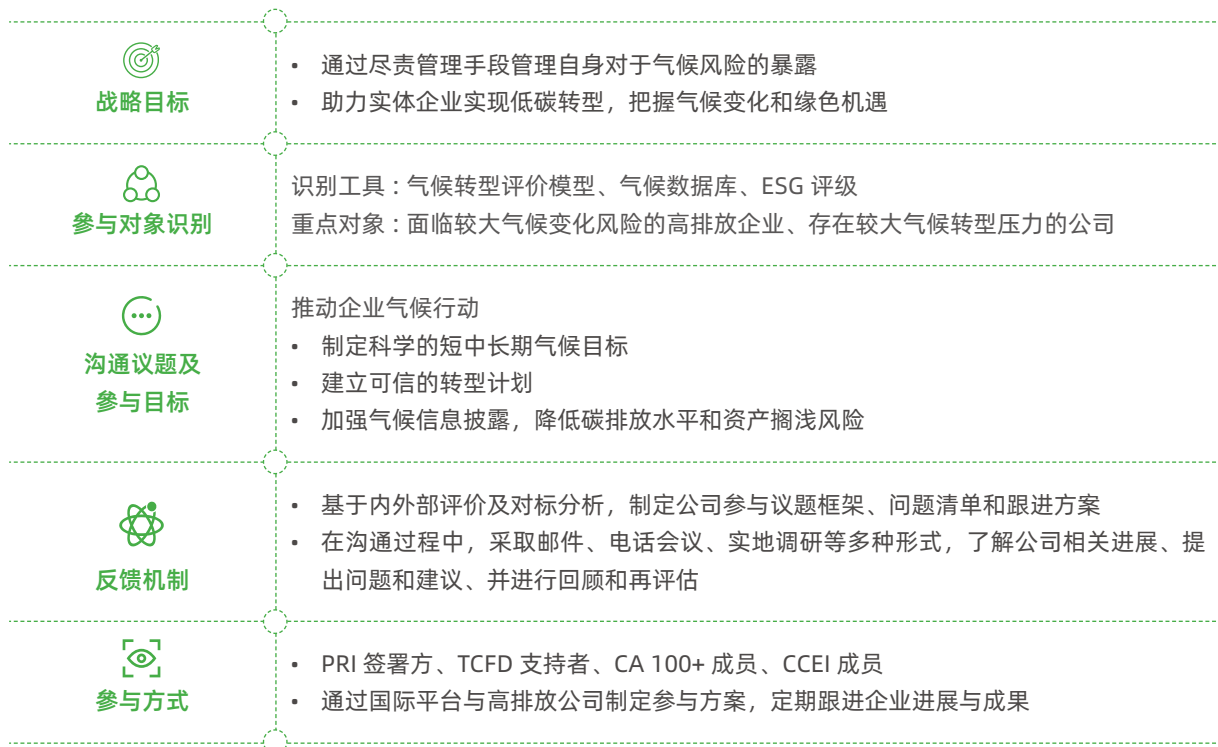 战略目标
• 通过尽责管理手段管理自身对于气候风险的暴露
• 助力实体企业实现低碳转型，把握气候变化和缘色机遇
參与对象识别
识别工具：气候转型评价模型、气候数据库、ESG 评级
重点对象：面临较大气候变化风险的高排放企业、存在较大气候转型压力的公司
沟通议题及
參与目标
推动企业气候行动
• 制定科学的短中长期气候目标
• 建立可信的转型计划
• 加强气候信息披露，降低碳排放水平和资产搁浅风险
反馈机制
• 基于内外部评价及对标分析，制定公司参与议题框架、问题清单和跟进方案
• 在沟通过程中，采取邮件、电话会议、实地调研等多种形式，了解公司相关进展、提
出问题和建议、并进行回顾和再评估
參与方式
• PRI 签署方、TCFD 支持者、CA 100+ 成员、CCEI 成员
• 通过国际平台与高排放公司制定参与方案，定期跟进企业进展与成果